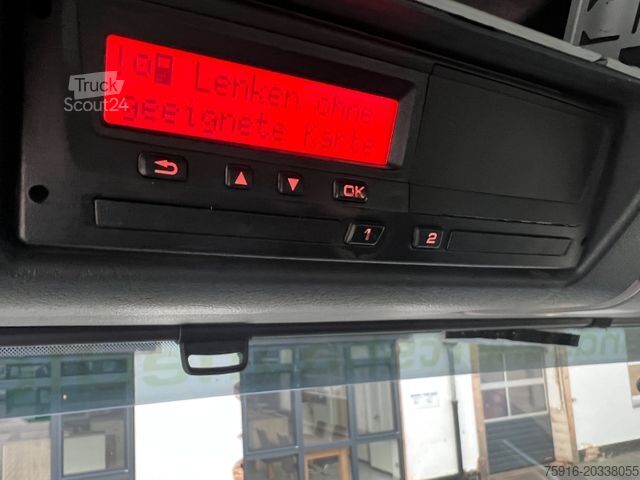 Lenken ohne
geeignete Karte
Truck
Scout24
OK
1
2
75916-20338055